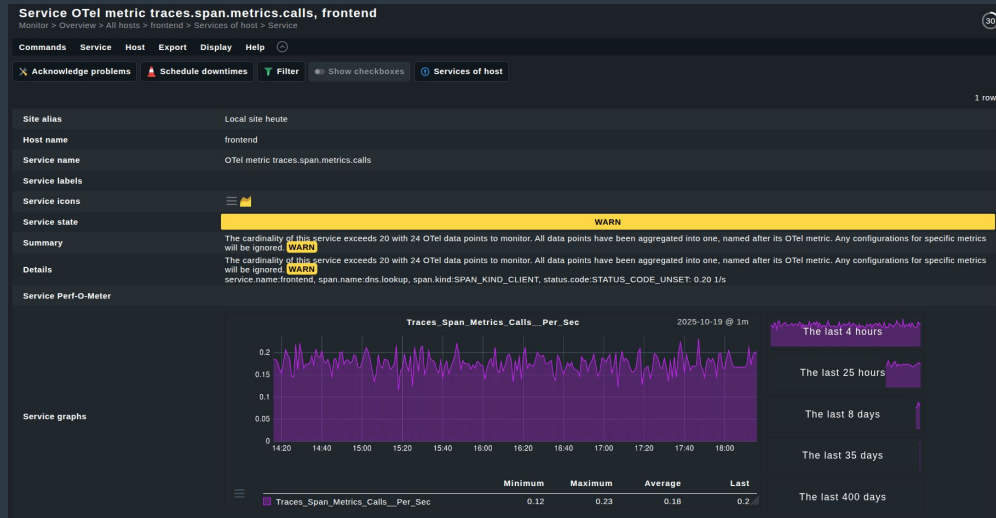 Service OTel metric traces.span.metrics.calls, frontend
Monitor > Overview > All hosts > frontend > Services of host > Service
30
Commands Service Host Export Display Help
Acknowledge problems Schedule downtimes Filter Show checkboxes Services of host
1 row
Site alias Local site heute
Host name frontend
Service name OTel metric traces.span.metrics.calls
Service labels
Service icons
Service state WARN
Summary The cardinality of this service exceeds 20 with 24 OTel data points to monitor. All data points have been aggregated into one, named after its OTel metric. Any configurations for specific metrics
will be ignored. WARN
Details The cardinality of this service exceeds 20 with 24 OTel data points to monitor. All data points have been aggregated into one, named after its OTel metric. Any configurations for specific metrics
will be ignored. WARN
service.name:frontend, span.name:dns.lookup, span.kind:SPAN_KIND_CLIENT, status.code:STATUS_CODE_UNSET: 0.20 1/s
Service Perf-O-Meter
Service graphs
Traces_Span_Metrics_Calls__Per_Sec 2025-10-19 @ 1m
0.2
0.15
0.1
0.05
0
14:20 14:40 15:00 15:20 15:40 16:00 16:20 16:40 17:00 17:20 17:40 18:00
Minimum Maximum Average Last
Traces_Span_Metrics_Calls__Per_Sec 0.12 0.23 0.18 0.2
The last 4 hours
The last 25 hours
The last 8 days
The last 35 days
The last 400 days